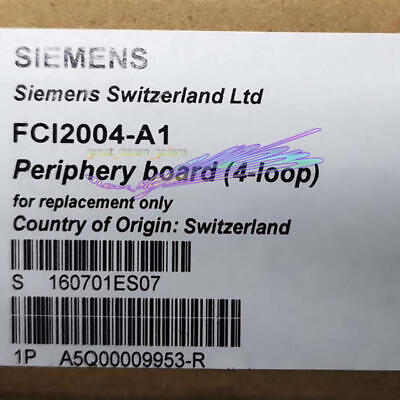 SIEMENS
Siemens Switzerland Ltd
FCI2004-A1
great_dream_golem
Periphery board (4-loop)
for replacement only
Country of Origin: Switzerland
S 160701ES07
1P A5Q00009953-R